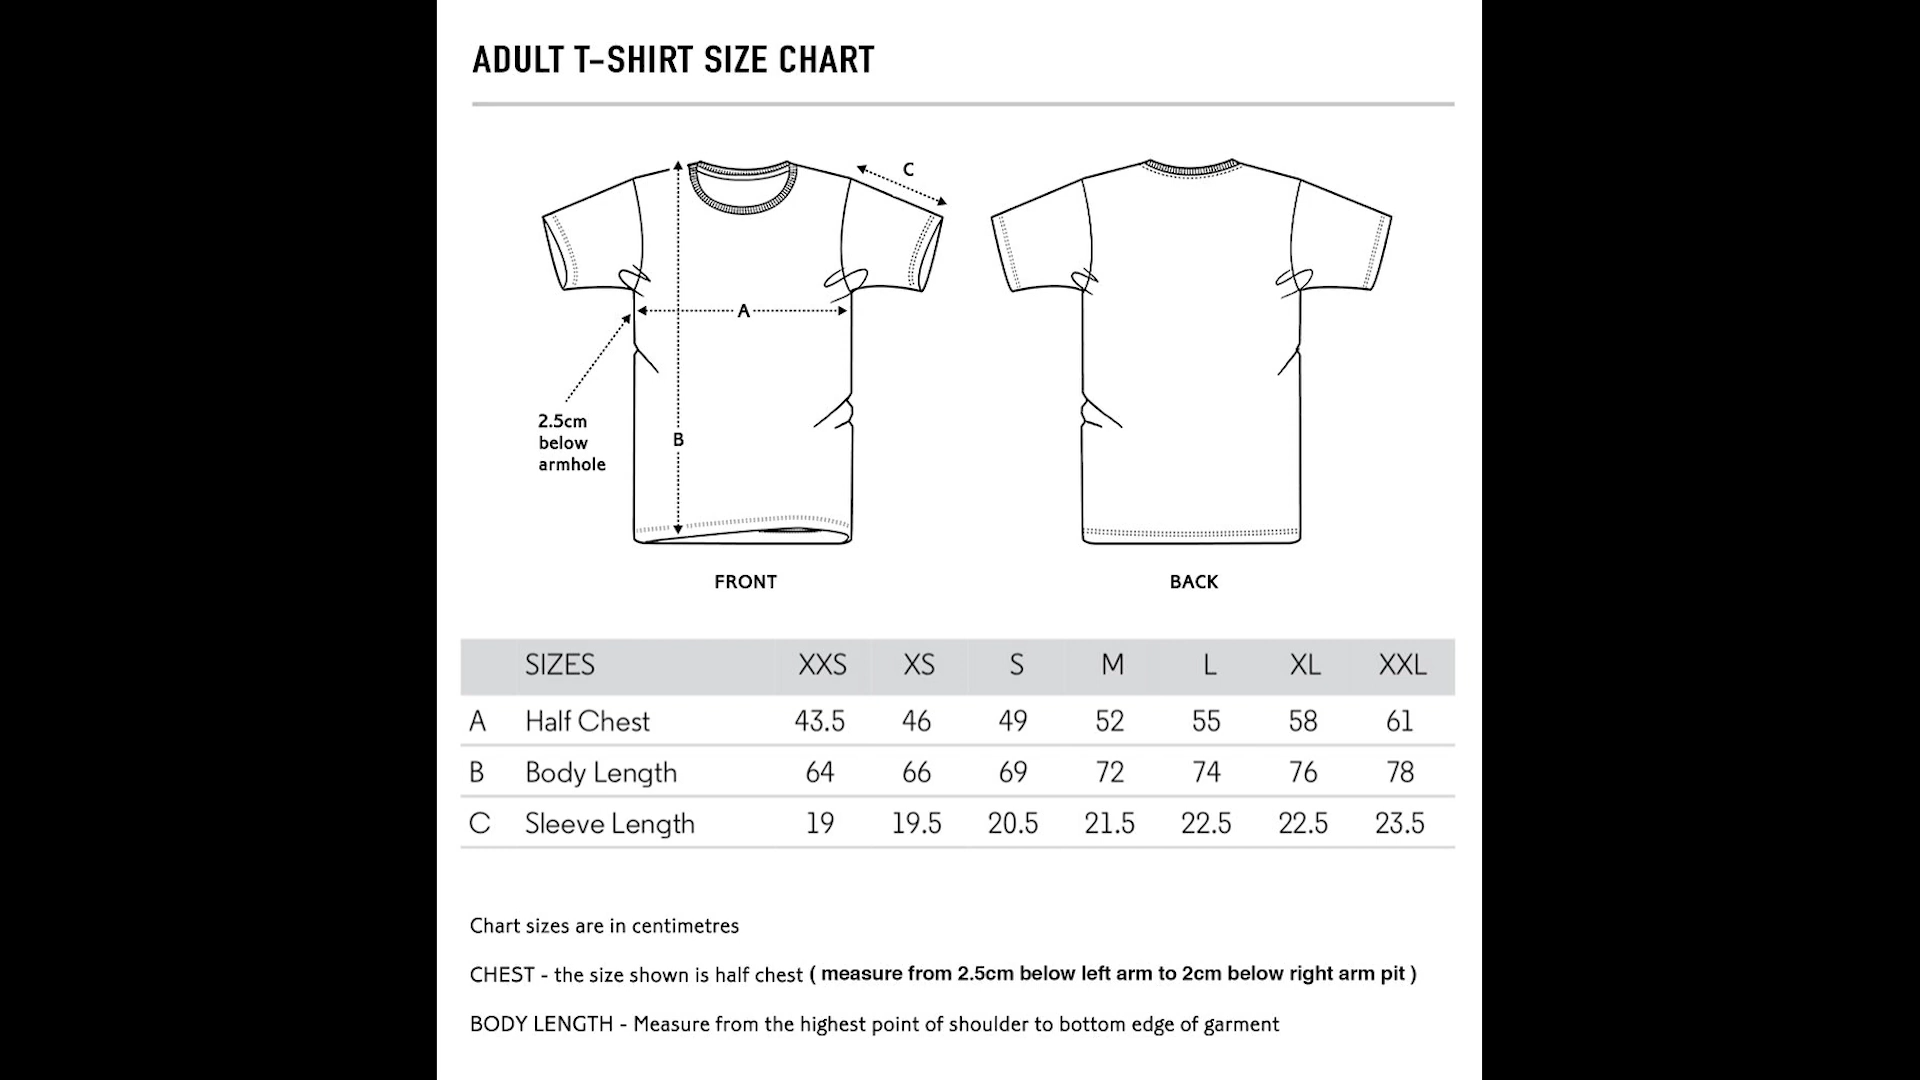 ADULT T-SHIRT SIZE CHART
C
A
2.5cm
below
armhole
B
FRONT
BACK
SIZES XXS XS S M L XL XXL
A Half Chest 43.5 46 49 52 55 58 61
B Body Length 64 66 69 72 74 76 78
C Sleeve Length 19 19.5 20.5 21.5 22.5 22.5 23.5
Chart sizes are in centimetres
CHEST - the size shown is half chest ( measure from 2.5cm below left arm to 2cm below right arm pit )
BODY LENGTH - Measure from the highest point of shoulder to bottom edge of garment